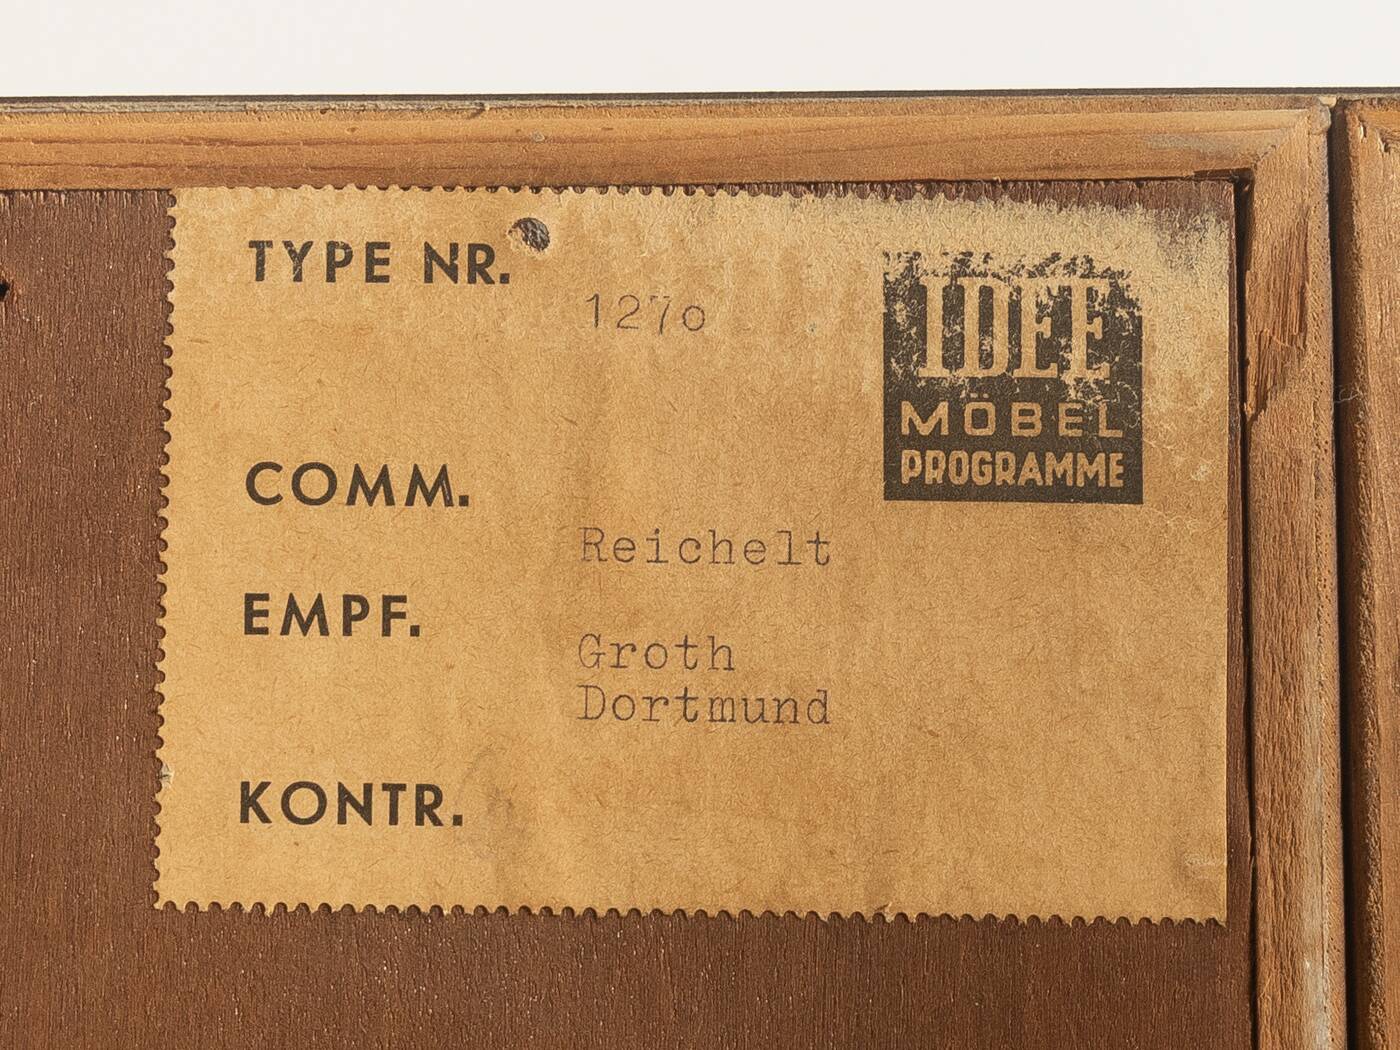 TYPE NR.
1270
IDEE
MÖBEL
PROGRAMME
COMM.
Reichelt
EMPF.
Groth
Dortmund
KONTR.